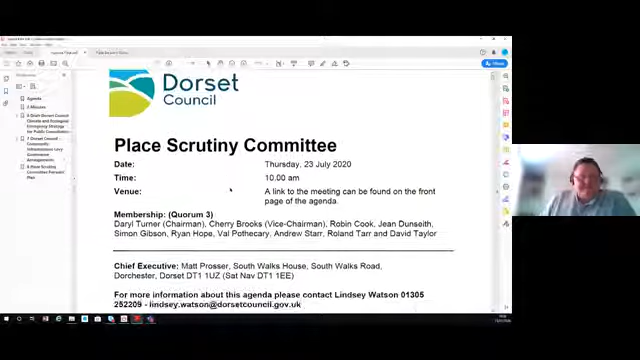 Dorset
Council
Place Scrutiny Committee
Date: Thursday, 23 July 2020
Time: 10.00 am
Venue: A link to the meeting can be found on the front
page of the agenda.
Membership: (Quorum 3)
Daryl Turner (Chairman), Cherry Brooks (Vice-Chairman), Robin Cook, Jean Dunseith,
Simon Gibson, Ryan Hope, Val Pothecary, Andrew Starr, Roland Tarr and David Taylor
Chief Executive: Matt Prosser, South Walks House, South Walks Road,
Dorchester, Dorset DT1 1UZ (Sat Nav DT1 1EE)
For more information about this agenda please contact Lindsey Watson 01305
252209 - lindsey.watson@dorsetcouncil.gov.uk
Agenda